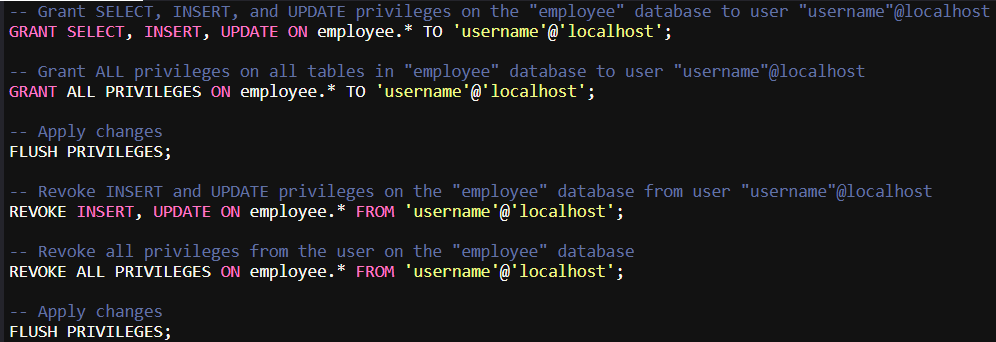 -- Grant SELECT, INSERT, and UPDATE privileges on the "employee" database to user "username"@localhost
GRANT SELECT, INSERT, UPDATE ON employee.* TO 'username'@'localhost';
-- Grant ALL privileges on all tables in "employee" database to user "username"@localhost
GRANT ALL PRIVILEGES ON employee.* TO 'username'@'localhost';
-- Apply changes
FLUSH PRIVILEGES;
-- Revoke INSERT and UPDATE privileges on the "employee" database from user "username"@localhost
REVOKE INSERT, UPDATE ON employee.* FROM 'username'@'localhost';
-- Revoke all privileges from the user on the "employee" database
REVOKE ALL PRIVILEGES ON employee.* FROM 'username'@'localhost';
-- Apply changes
FLUSH PRIVILEGES;